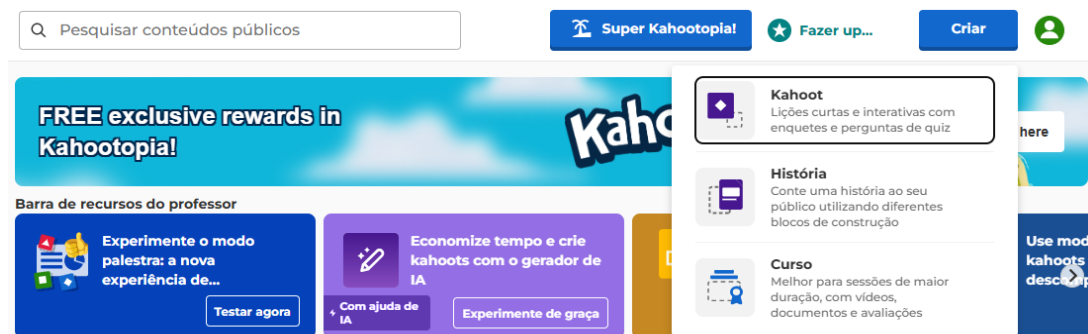 Pesquisar conteúdos públicos
Super Kahootopia!
Fazer up...
Criar
FREE exclusive rewards in
Kahootopia!
Kaho
here
Kahoot
Lições curtas e interativas com
enquetes e perguntas de quiz
História
Conte uma história ao seu
público utilizando diferentes
blocos de construção
Curso
Melhor para sessões de maior
duração, com vídeos,
documentos e avaliações
Barra de recursos do professor
Experimente o modo
palestra: a nova
experiência de...
Testar agora
Economize tempo e crie
kahoots com o gerador de
IA
Com ajuda de
IA
Experimente de graça
Use mod
kahoots